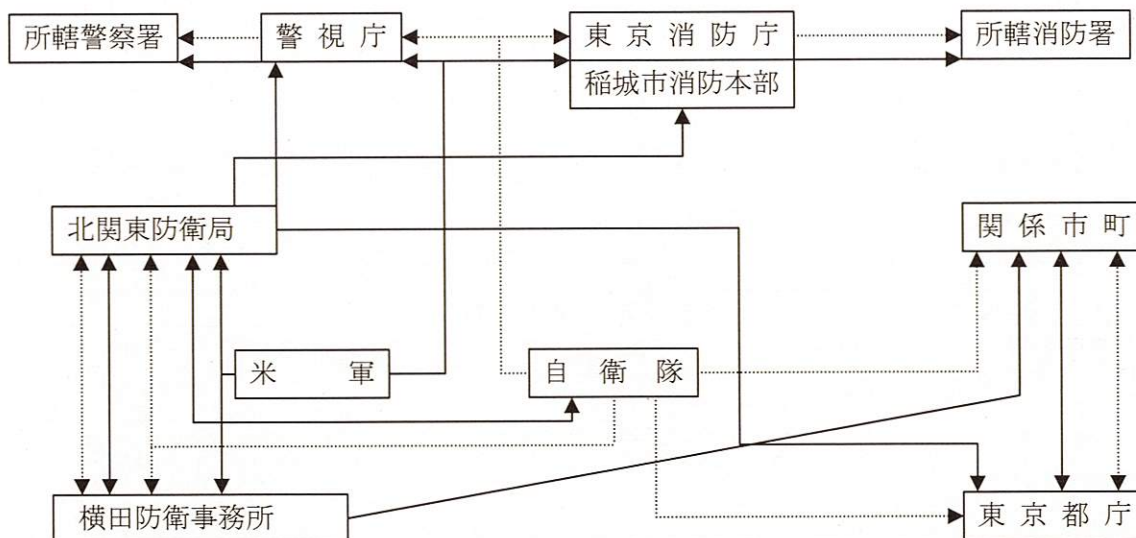 所轄警察署
警視庁
東京消防庁
所轄消防署
稲城市消防本部
北関東防衛局
関係市町
米軍
自衛隊
横田防衛事務所
東京都庁